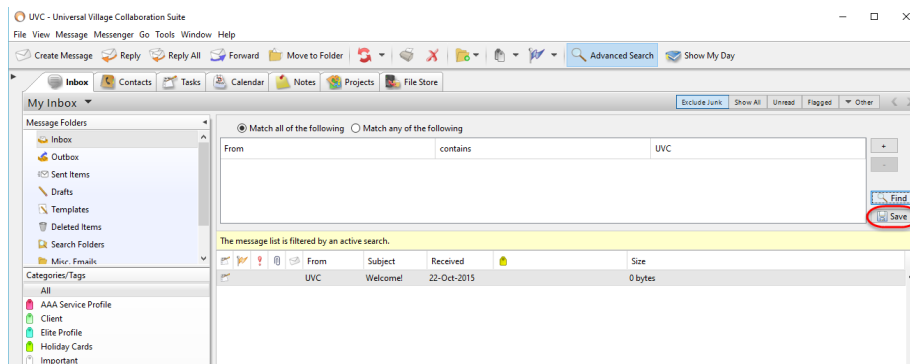 UVC - Universal Village Collaboration Suite
File View Message Messenger Go Tools Window Help
Create Message Reply Reply All Forward Move to Folder Advanced Search Show My Day
Inbox Contacts Tasks Calendar Notes Projects File Store
My Inbox Exclude Junk Show All Unread Flagged Other
Message Folders
Inbox
Outbox
Sent Items
Drafts
Templates
Deleted Items
Search Folders
Misc. Emails
Categories/Tags
All
AAA Service Profile
Client
Elite Profile
Holiday Cards
Important
Match all of the following Match any of the following
From contains UVC
+
-
Find
Save
The message list is filtered by an active search.
From Subject Received Size
UVC Welcome! 22-Oct-2015 0 bytes